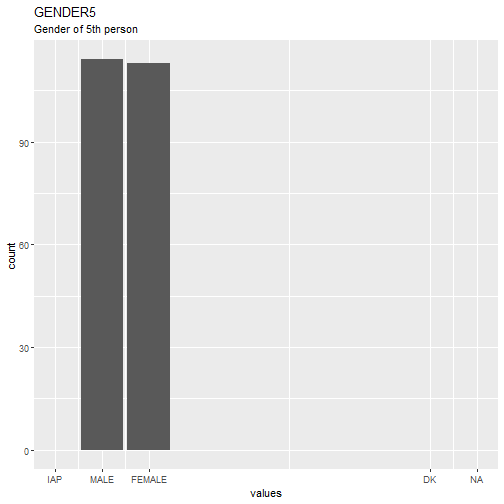 GENDER5
Gender of 5th person
90
60
30
0
count
IAP MALE FEMALE DK NA
values